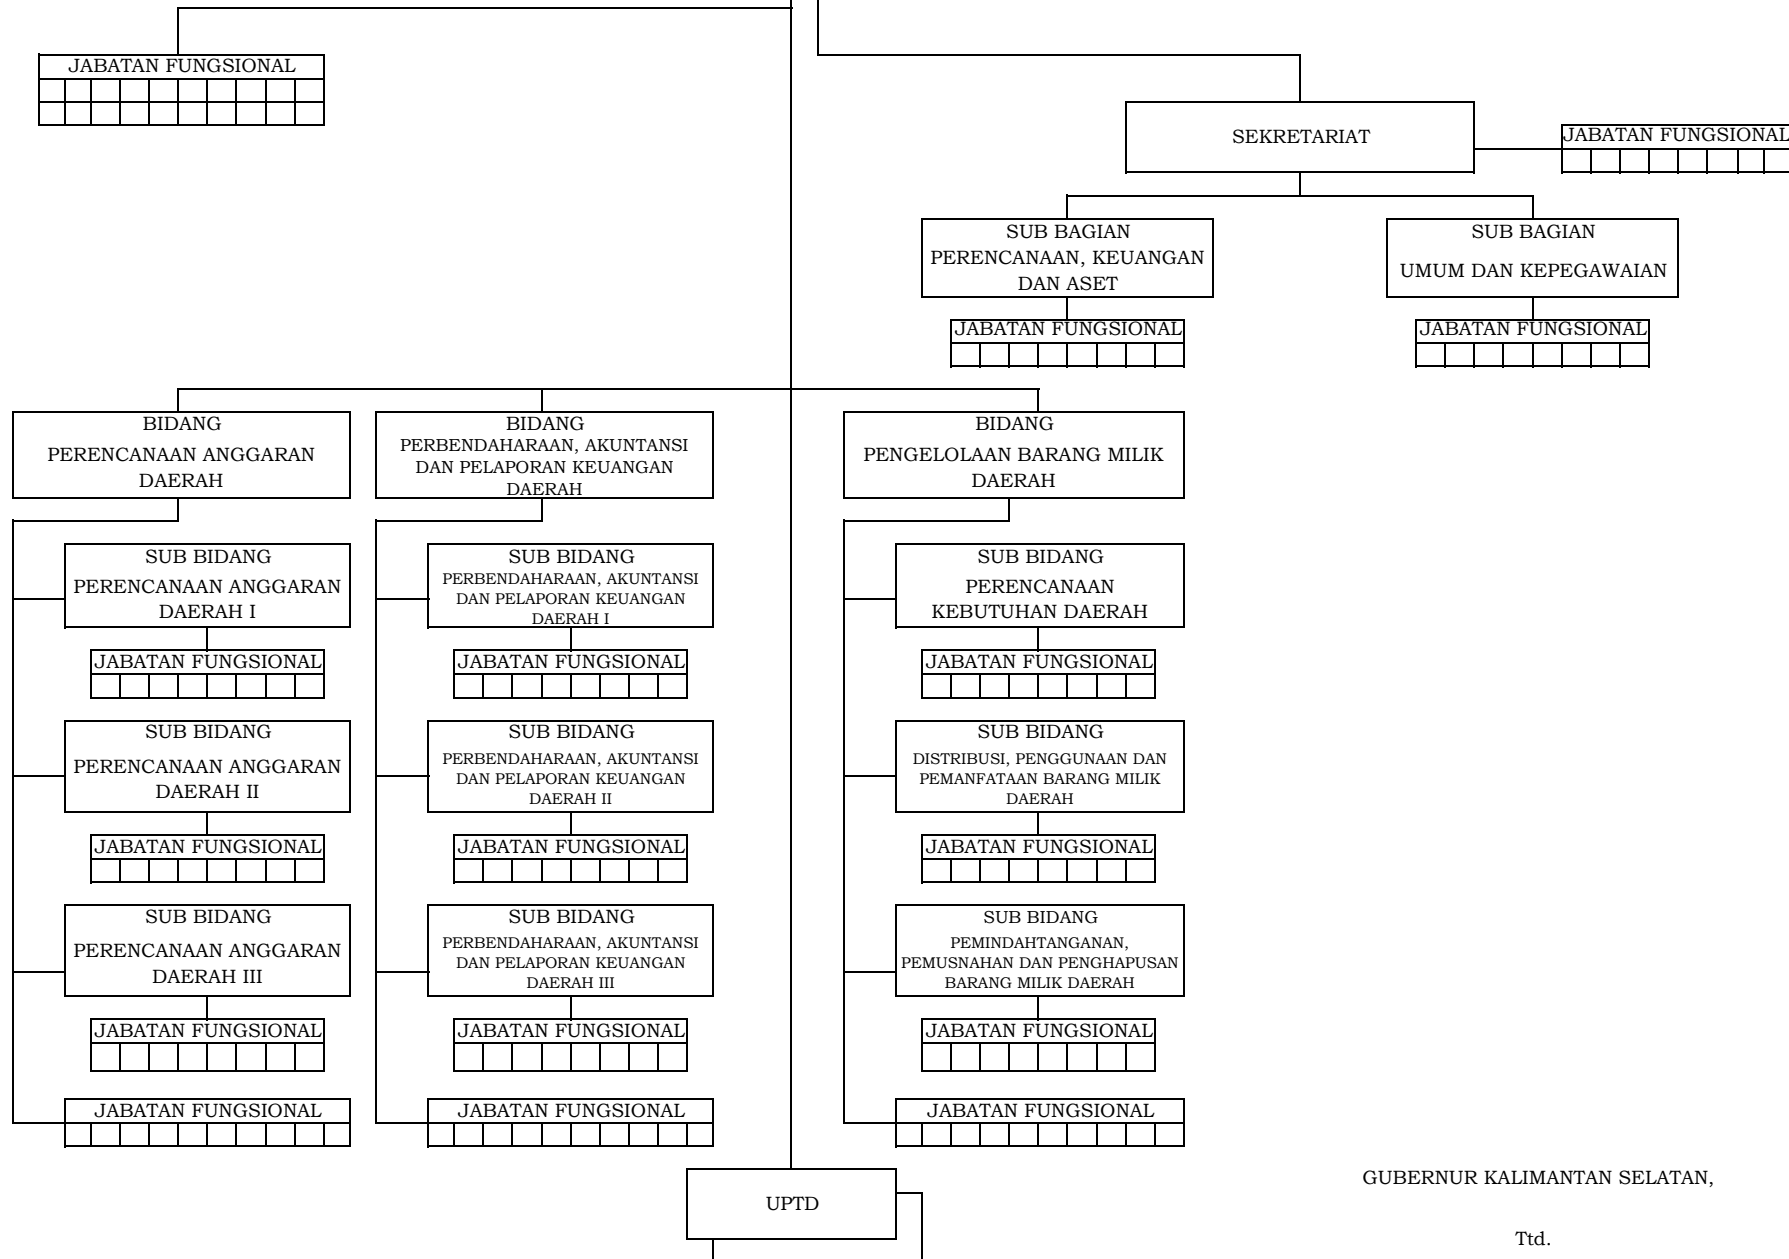 JABATAN FUNGSIONAL
SEKRETARIAT
JABATAN FUNGSIONAL
SUB BAGIAN
PERENCANAAN, KEUANGAN
DAN ASET
SUB BAGIAN
UMUM DAN KEPEGAWAIAN
JABATAN FUNGSIONAL
JABATAN FUNGSIONAL
BIDANG
PERENCANAAN ANGGARAN
DAERAH
BIDANG
PERBENDAHARAAN, AKUNTANSI
DAN PELAPORAN KEUANGAN
DAERAH
BIDANG
PENGELOLAAN BARANG MILIK
DAERAH
SUB BIDANG
PERENCANAAN ANGGARAN
DAERAH I
SUB BIDANG
PERBENDAHARAAN, AKUNTANSI
DAN PELAPORAN KEUANGAN
DAERAH I
SUB BIDANG
PERENCANAAN
KEBUTUHAN DAERAH
JABATAN FUNGSIONAL
JABATAN FUNGSIONAL
JABATAN FUNGSIONAL
SUB BIDANG
PERENCANAAN ANGGARAN
DAERAH II
SUB BIDANG
PERBENDAHARAAN, AKUNTANSI
DAN PELAPORAN KEUANGAN
DAERAH II
SUB BIDANG
DISTRIBUSI, PENGGUNAAN DAN
PEMANFATAAN BARANG MILIK
DAERAH
JABATAN FUNGSIONAL
JABATAN FUNGSIONAL
JABATAN FUNGSIONAL
SUB BIDANG
PERENCANAAN ANGGARAN
DAERAH III
SUB BIDANG
PERBENDAHARAAN, AKUNTANSI
DAN PELAPORAN KEUANGAN
DAERAH III
SUB BIDANG
PEMINDAHTANGANAN,
PEMUSNAHAN DAN PENGHAPUSAN
BARANG MILIK DAERAH
JABATAN FUNGSIONAL
JABATAN FUNGSIONAL
JABATAN FUNGSIONAL
JABATAN FUNGSIONAL
JABATAN FUNGSIONAL
JABATAN FUNGSIONAL
UPTD
GUBERNUR KALIMANTAN SELATAN,
Ttd.